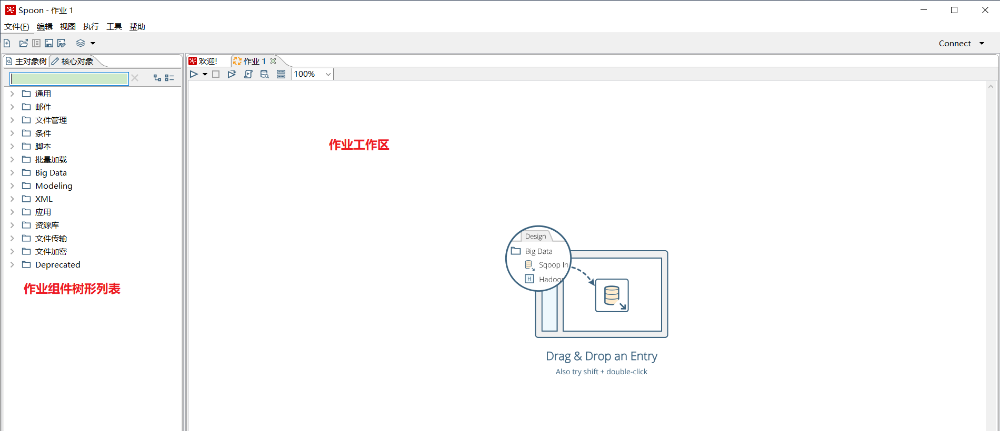 Spoon - 作业 1
文件(F) 编辑 视图 执行 工具 帮助
Connect
主对象树 核心对象
欢迎! 作业 1
100%
通用
邮件
文件管理
条件
脚本
批量加载
Big Data
Modeling
XML
应用
资源库
文件传输
文件加密
Deprecated
作业组件树形列表
作业工作区
Design
Big Data
Sqoop In
H Hadoop
Drag & Drop an Entry
Also try shift + double-click